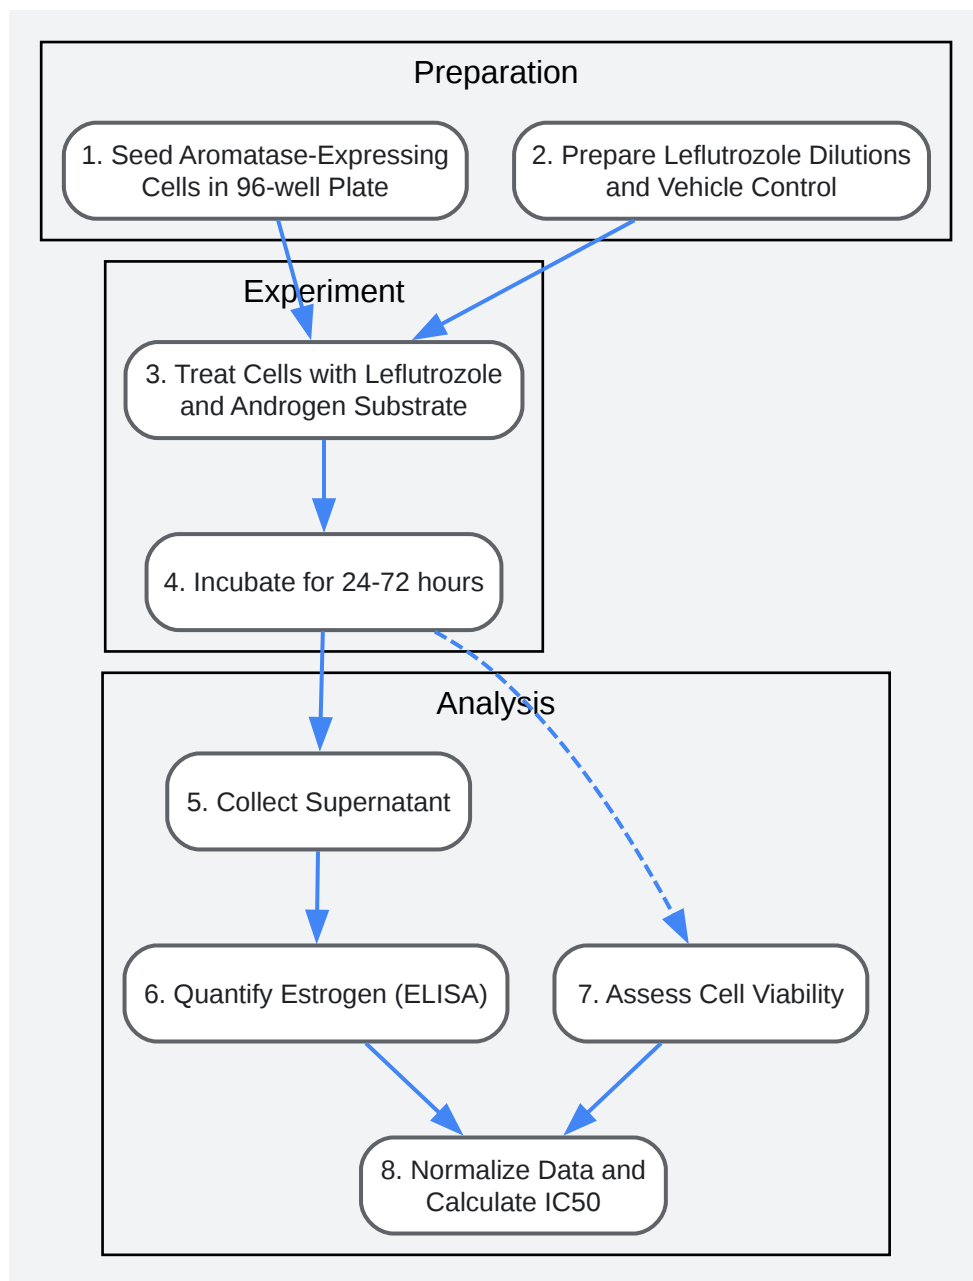 Preparation
1. Seed Aromatase-Expressing
Cells in 96-well Plate
2. Prepare Leflutrozole Dilutions
and Vehicle Control
Experiment
3. Treat Cells with Leflutrozole
and Androgen Substrate
4. Incubate for 24-72 hours
Analysis
5. Collect Supernatant
6. Quantify Estrogen (ELISA)
7. Assess Cell Viability
8. Normalize Data and
Calculate IC50